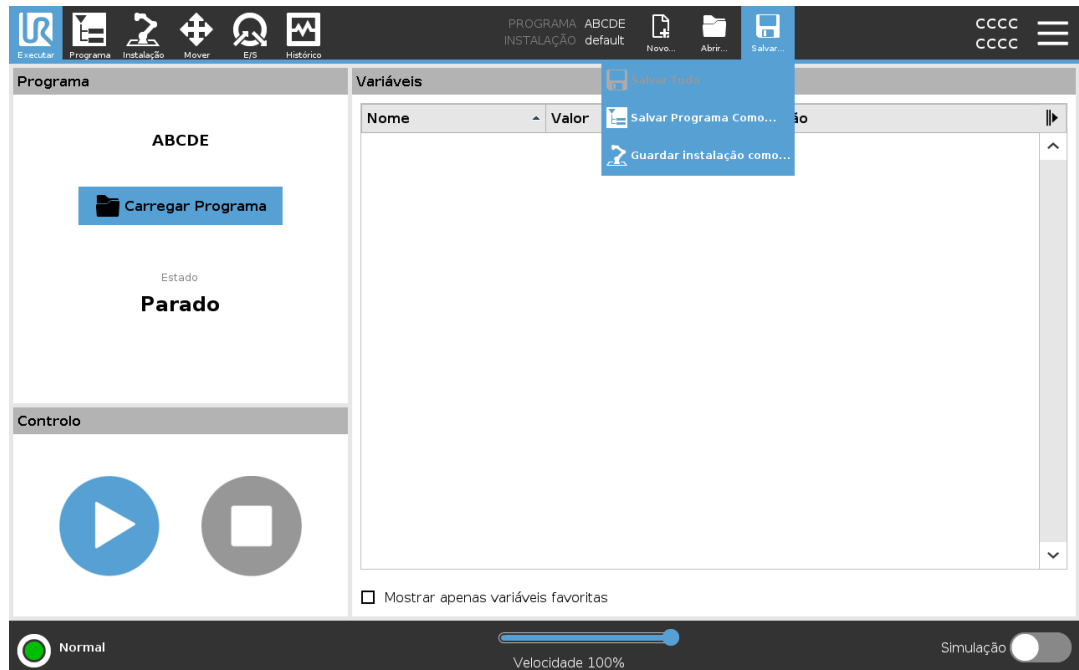 PROGRAMA ABCDE
INSTALAÇÃO default
CCCC
CCCC
Executar Programa Instalação Mover E/S Histórico
Novo... Abrir... Salvar...
Programa
Variáveis
Salvar Tudo
Salvar Programa Como...
Guardar instalação como...
Nome Valor ão
ABCDE
Carregar Programa
Estado
Parado
Controlo
Mostrar apenas variáveis favoritas
Normal
Velocidade 100%
Simulação